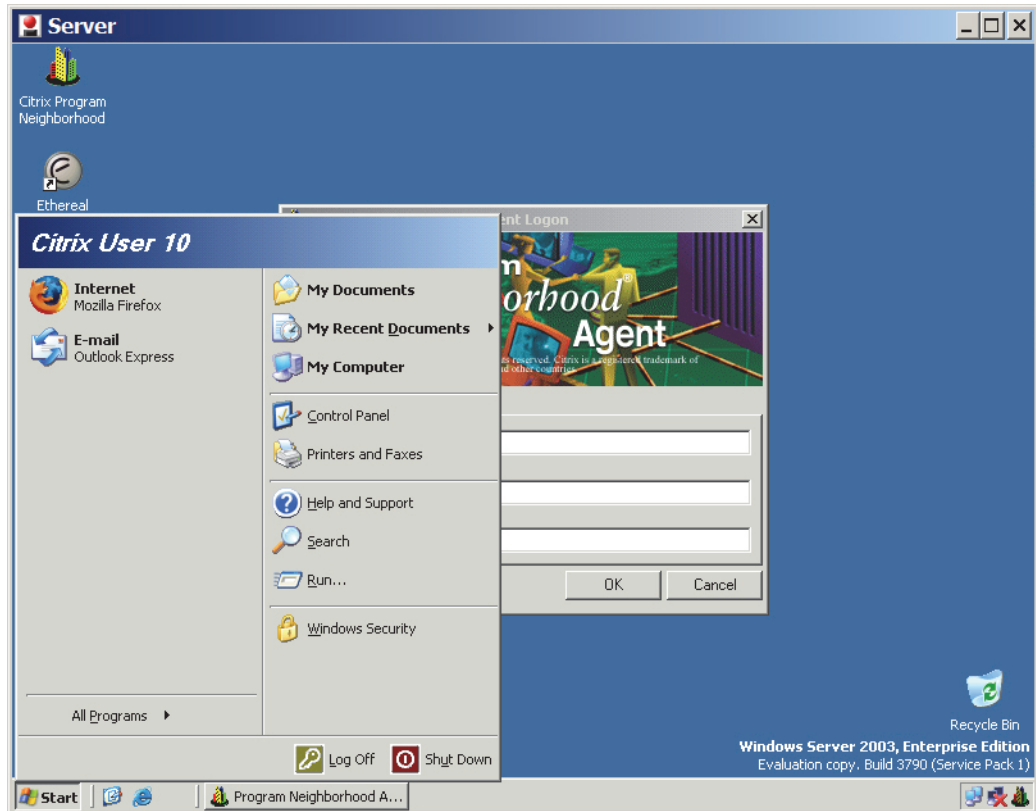 Server
Citrix Program
Neighborhood
Ethereal
ent Logon
Citrix User 10
m
orhood®
Agent
ts reserved. Citrix is a registered trademark of
nd other countries.
Internet
Mozilla Firefox
E-mail
Outlook Express
My Documents
My Recent Documents
My Computer
Control Panel
Printers and Faxes
Help and Support
Search
Run...
Windows Security
All Programs
Log Off
Shut Down
OK
Cancel
Recycle Bin
Windows Server 2003, Enterprise Edition
Evaluation copy. Build 3790 (Service Pack 1)
Start
Program Neighborhood A...